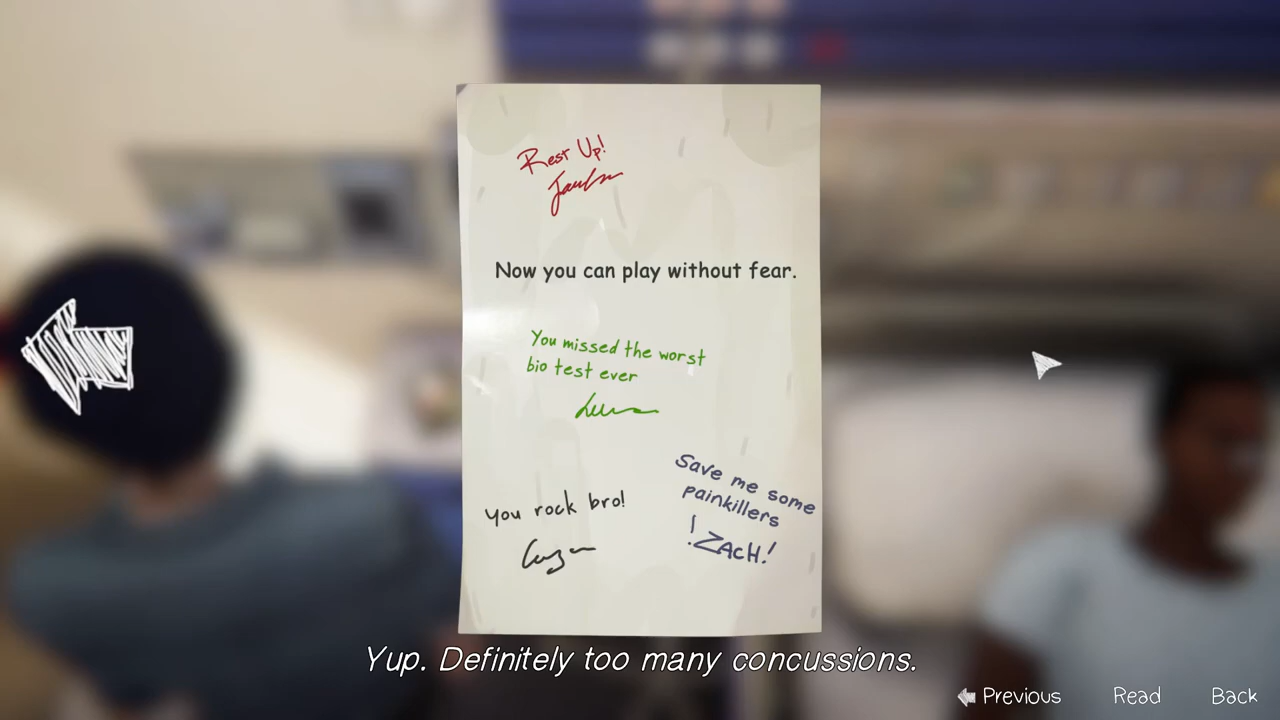 Rest Up!
Now you can play without fear.
You missed the worst
bio test ever
You rock bro!
Save me some
painkillers
! ZACH!
Yup. Definitely too many concussions.
Previous
Read
Back